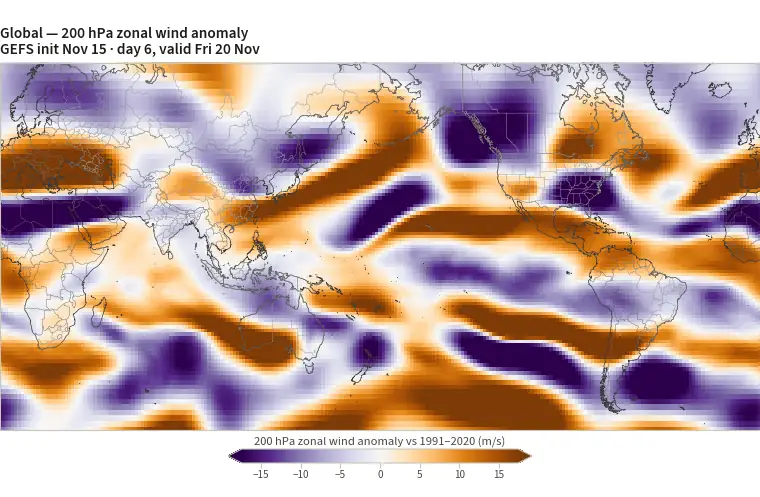 Global — 200 hPa zonal wind anomaly
GEFS init Nov 15 · day 6, valid Fri 20 Nov
200 hPa zonal wind anomaly vs 1991–2020 (m/s)
−15 −10 −5 0 5 10 15